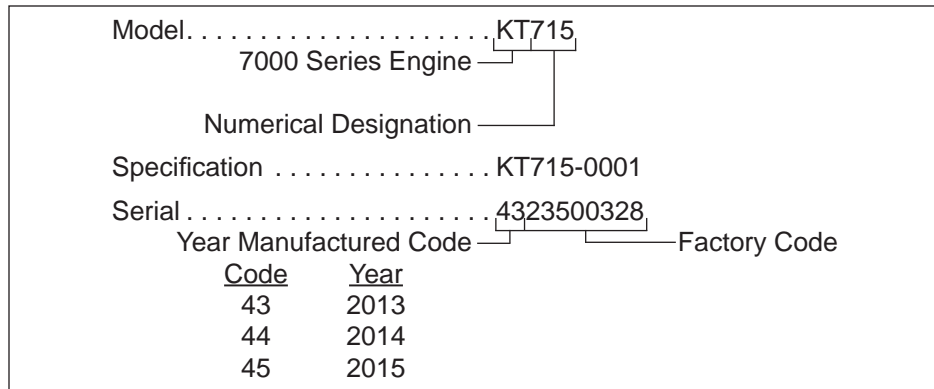 Model. . . . . . . . . . . . . . . . . . . . . KT715
7000 Series Engine
Numerical Designation
Specification . . . . . . . . . . . . . . . KT715-0001
Serial . . . . . . . . . . . . . . . . . . . . . 4323500328
Year Manufactured Code Factory Code
Code Year
43 2013
44 2014
45 2015